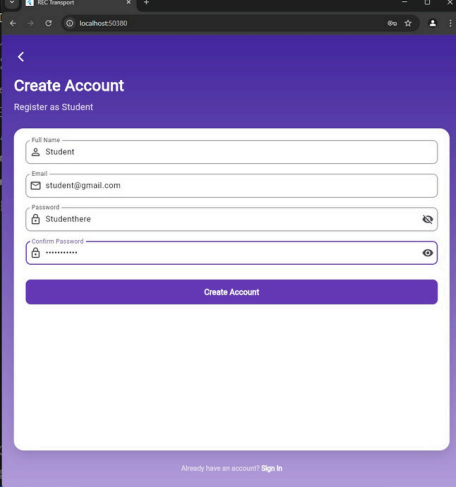 REC Transport
localhost:50380
Create Account
Register as Student
Full Name
Student
Email
student@gmail.com
Password
Studenthere
Confirm Password
···········
Create Account
Already have an account? Sign In